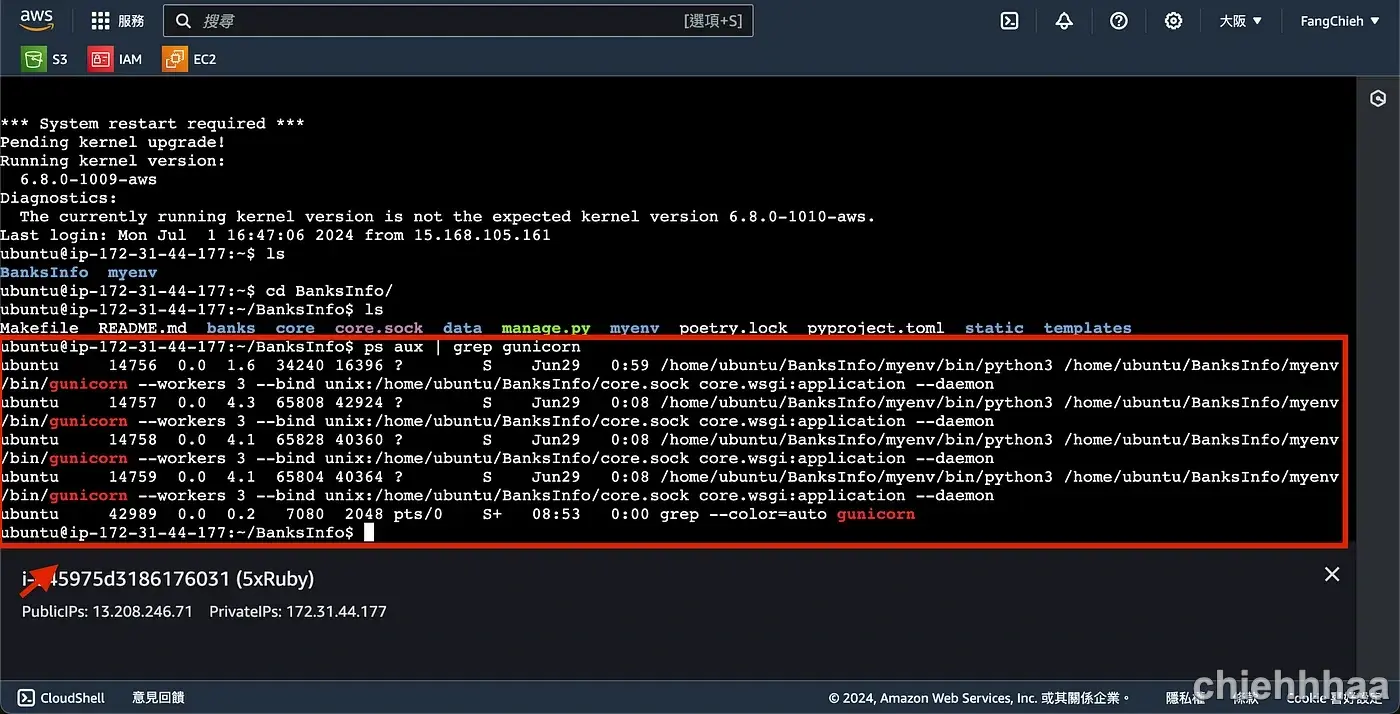 aws
服務
搜尋
[選項+S]
大阪 ▼
FangChieh ▼
S3
IAM
EC2
*** System restart required ***
Pending kernel upgrade!
Running kernel version:
  6.8.0-1009-aws
Diagnostics:
  The currently running kernel version is not the expected kernel version 6.8.0-1010-aws.
Last login: Mon Jul  1 16:47:06 2024 from 15.168.105.161
ubuntu@ip-172-31-44-177:~$ ls
BanksInfo  myenv
ubuntu@ip-172-31-44-177:~$ cd BanksInfo/
ubuntu@ip-172-31-44-177:~/BanksInfo$ ls
Makefile  README.md  banks  core  core.sock  data  manage.py  myenv  poetry.lock  pyproject.toml  static  templates
ubuntu@ip-172-31-44-177:~/BanksInfo$ ps aux | grep gunicorn
ubuntu     14756  0.0  1.6  34240 16396 ?        S    Jun29   0:59 /home/ubuntu/BanksInfo/myenv/bin/python3 /home/ubuntu/BanksInfo/myenv
/bin/gunicorn --workers 3 --bind unix:/home/ubuntu/BanksInfo/core.sock core.wsgi:application --daemon
ubuntu     14757  0.0  4.3  65808 42924 ?        S    Jun29   0:08 /home/ubuntu/BanksInfo/myenv/bin/python3 /home/ubuntu/BanksInfo/myenv
/bin/gunicorn --workers 3 --bind unix:/home/ubuntu/BanksInfo/core.sock core.wsgi:application --daemon
ubuntu     14758  0.0  4.1  65828 40360 ?        S    Jun29   0:08 /home/ubuntu/BanksInfo/myenv/bin/python3 /home/ubuntu/BanksInfo/myenv
/bin/gunicorn --workers 3 --bind unix:/home/ubuntu/BanksInfo/core.sock core.wsgi:application --daemon
ubuntu     14759  0.0  4.1  65804 40364 ?        S    Jun29   0:08 /home/ubuntu/BanksInfo/myenv/bin/python3 /home/ubuntu/BanksInfo/myenv
/bin/gunicorn --workers 3 --bind unix:/home/ubuntu/BanksInfo/core.sock core.wsgi:application --daemon
ubuntu     42989  0.0  0.2   7080  2048 pts/0    S+   08:53   0:00 grep --color=auto gunicorn
ubuntu@ip-172-31-44-177:~/BanksInfo$
45975d3186176031 (5xRuby)
PublicIPs: 13.208.246.71    PrivateIPs: 172.31.44.177
CloudShell
意見回饋
© 2024, Amazon Web Services, Inc. 或其關係企業。
隱私權
條款
Cookie
chiehhhaa